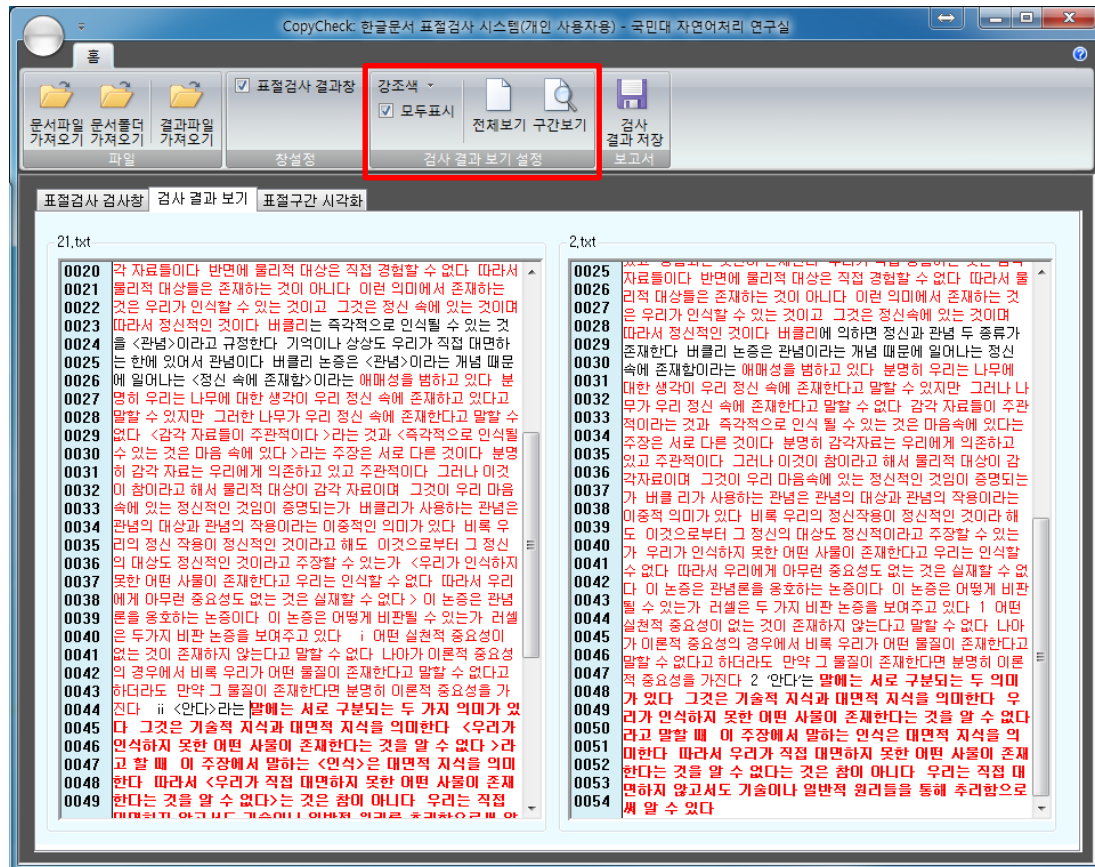 CopyCheck: 한글문서 표절검사 시스템(개인 사용자용) - 국민대 자연어처리 연구실
홈
문서파일 가져오기
문서폴더 가져오기
결과파일 가져오기
파일
표절검사 결과창
창설정
강조색
모두표시
전체보기
구간보기
검사 결과 보기 설정
검사 결과 저장
보고서
표절검사 검사창
검사 결과 보기
표절구간 시각화
21.txt
0020 각 자료들이다 반면에 물리적 대상은 직접 경험할 수 없다 따라서
0021 물리적 대상들은 존재하는 것이 아니다 이런 의미에서 존재하는
0022 것은 우리가 인식할 수 있는 것이고 그것은 정신 속에 있는 것이며
0023 따라서 정신적인 것이다 버클리는 즉각적으로 인식될 수 있는 것
0024 을 <관념>이라고 규정한다 기억이나 상상도 우리가 직접 대면하
0025 는 한에 있어서 관념이다 버클리 논증은 <관념>이라는 개념 때문
0026 에 일어나는 <정신 속에 존재함>이라는 애매성을 범하고 있다 분
0027 명히 우리는 나무에 대한 생각이 우리 정신 속에 존재하고 있다고
0028 말할 수 있지만 그러한 나무가 우리 정신 속에 존재한다고 말할 수
0029 없다 <감각 자료들이 주관적이다 >라는 것과 <즉각적으로 인식될
0030 수 있는 것은 마음 속에 있다 >라는 주장은 서로 다른 것이다 분명
0031 히 감각 자료는 우리에게 의존하고 있고 주관적이다 그러나 이것
0032 이 참이라고 해서 물리적 대상이 감각 자료이며 그것이 우리 마음
0033 속에 있는 정신적인 것임이 증명되는가 버클리가 사용하는 관념은
0034 관념의 대상과 관념의 작용이라는 이중적인 의미가 있다 비록 우
0035 리의 정신 작용이 정신적인 것이라고 해도 이것으로부터 그 정신
0036 의 대상도 정신적인 것이라고 주장할 수 있는가 <우리가 인식하지
0037 못한 어떤 사물이 존재한다고 우리는 인식할 수 없다 따라서 우리
0038 에게 아무런 중요성도 없는 것은 실재할 수 없다 > 이 논증은 관념
0039 론을 옹호하는 논증이다 이 논증은 어떻게 비판될 수 있는가 러셀
0040 은 두가지 비판 논증을 보여주고 있다 ⅰ 어떤 실천적 중요성이
0041 없는 것이 존재하지 않는다고 말할 수 없다 나아가 이론적 중요성
0042 의 경우에서 비록 우리가 어떤 물질이 존재한다고 말할 수 없다고
0043 하더라도 만약 그 물질이 존재한다면 분명히 이론적 중요성을 가
0044 진다 ⅱ <안다>라는 말에는 서로 구분되는 두 가지 의미가 있
0045 다 그것은 기술적 지식과 대면적 지식을 의미한다 <우리가
0046 인식하지 못한 어떤 사물이 존재한다는 것을 알 수 없다 >라
0047 고 할 때 이 주장에서 말하는 <인식>은 대면적 지식을 의미
0048 한다 따라서 <우리가 직접 대면하지 못한 어떤 사물이 존재
0049 한다는 것을 알 수 없다>는 것은 참이 아니다 우리는 직접
2.txt
0025 자료들이다 반면에 물리적 대상은 직접 경험할 수 없다 따라서 물
0026 리적 대상들은 존재하는 것이 아니다 이런 의미에서 존재하는 것
0027 은 우리가 인식할 수 있는 것이고 그것은 정신속에 있는 것이며
0028 따라서 정신적인 것이다 버클리에 의하면 정신과 관념 두 종류가
0029 존재한다 버클리 논증은 관념이라는 개념 때문에 일어나는 정신
0030 속에 존재함이라는 애매성을 범하고 있다 분명히 우리는 나무에
0031 대한 생각이 우리 정신 속에 존재한다고 말할 수 있지만 그러나 나
0032 무가 우리 정신 속에 존재한다고 말할 수 없다 감각 자료들이 주관
0033 적이라는 것과 즉각적으로 인식 될 수 있는 것은 마음속에 있다는
0034 주장은 서로 다른 것이다 분명히 감각자료는 우리에게 의존하고
0035 있고 주관적이다 그러나 이것이 참이라고 해서 물리적 대상이 감
0036 각자료이며 그것이 우리 마음속에 있는 정신적인 것임이 증명되는
0037 가 버클 리가 사용하는 관념은 관념의 대상과 관념의 작용이라는
0038 이중적 의미가 있다 비록 우리의 정신작용이 정신적인 것이라 해
0039 도 이것으로부터 그 정신의 대상도 정신적이라고 주장할 수 있는
0040 가 우리가 인식하지 못한 어떤 사물이 존재한다고 우리는 인식할
0041 수 없다 따라서 우리에게 아무런 중요성도 없는 것은 실재할 수 없
0042 다 이 논증은 관념론을 옹호하는 논증이다 이 논증은 어떻게 비판
0043 될 수 있는가 러셀은 두 가지 비판 논증을 보여주고 있다 1 어떤
0044 실천적 중요성이 없는 것이 존재하지 않는다고 말할 수 없다 나아
0045 가 이론적 중요성의 경우에서 비록 우리가 어떤 물질이 존재한다고
0046 말할 수 없다고 하더라도 만약 그 물질이 존재한다면 분명히 이론
0047 적 중요성을 가진다 2 '안다'는 말에는 서로 구분되는 두 의미
0048 가 있다 그것은 기술적 지식과 대면적 지식을 의미한다 우
0049 리가 인식하지 못한 어떤 사물이 존재한다는 것을 알 수 없다
0050 라고 말할 때 이 주장에서 말하는 인식은 대면적 지식을 의
0051 미한다 따라서 우리가 직접 대면하지 못한 어떤 사물이 존재
0052 한다는 것을 알 수 없다는 것은 참이 아니다 우리는 직접 대
0053 면하지 않고서도 기술이나 일반적 원리들을 통해 추리함으로
0054 써 알 수 있다